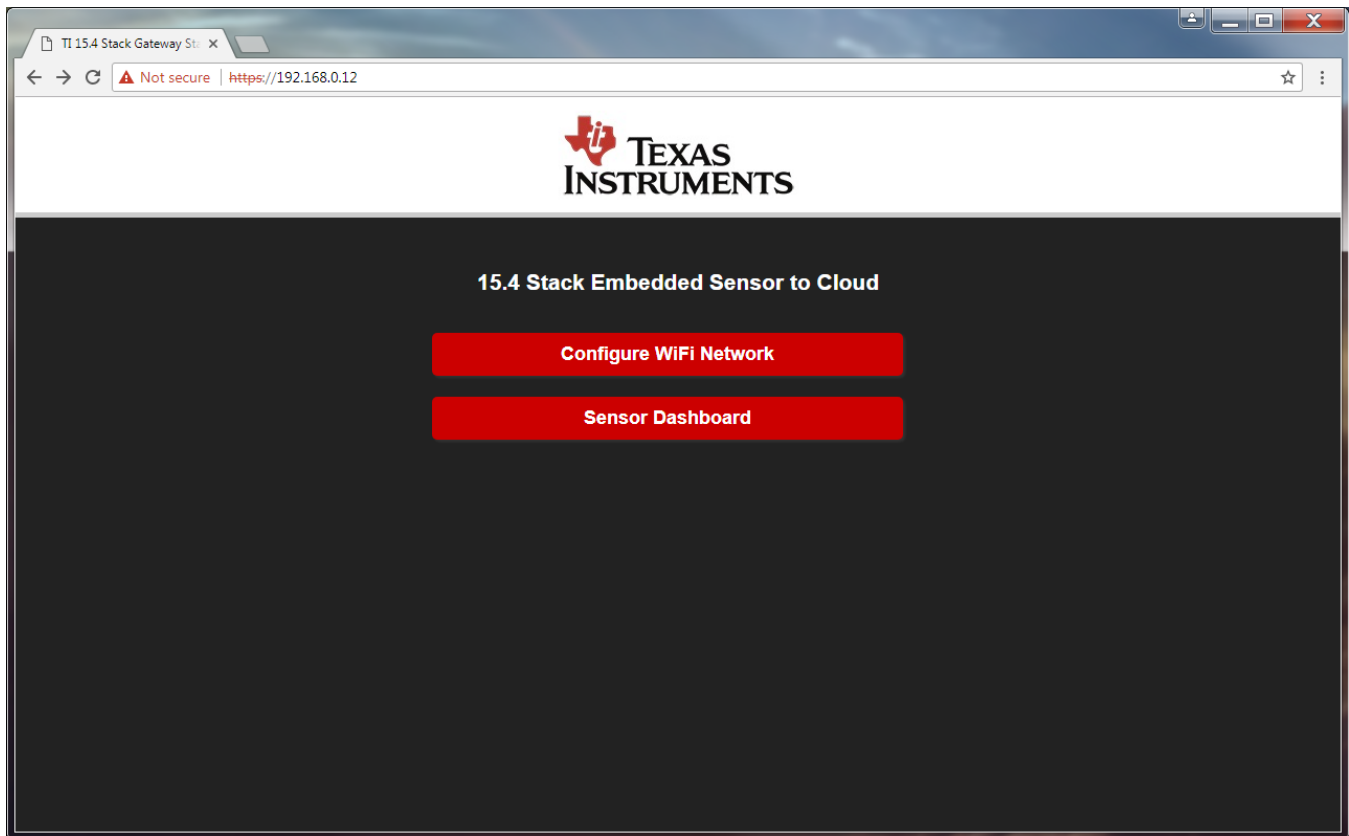 TI 15.4 Stack Gateway St
Not secure | https://192.168.0.12
TEXAS
INSTRUMENTS
15.4 Stack Embedded Sensor to Cloud
Configure WiFi Network
Sensor Dashboard